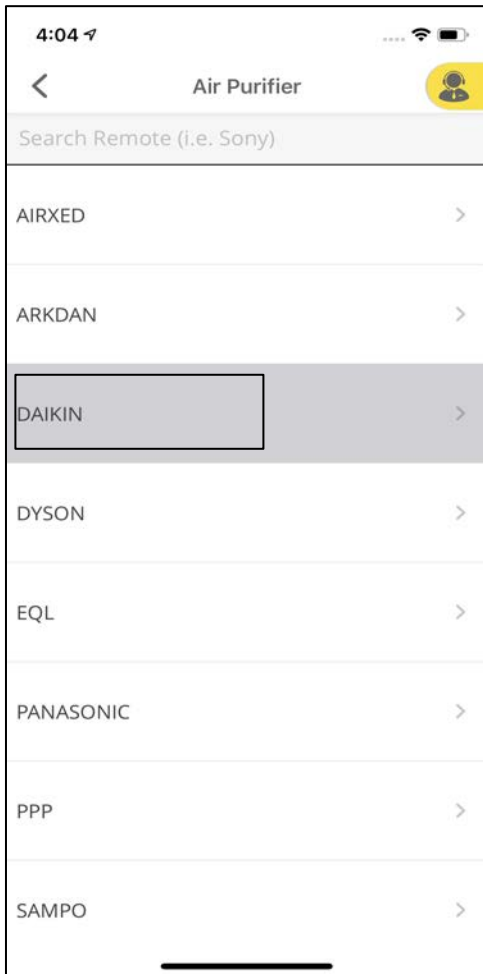 4:04
Air Purifier
Search Remote (i.e. Sony)
AIRXED
ARKDAN
DAIKIN
DYSON
EQL
PANASONIC
PPP
SAMPO